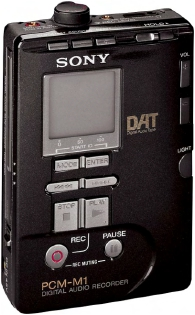 HOLD
SONY
VOL
DAT
Digital Audio Tape
MODE ENTER
LIGHT
STOP PLAY
REC PAUSE
REC MUTING
PCM-M1
DIGITAL AUDIO RECORDER